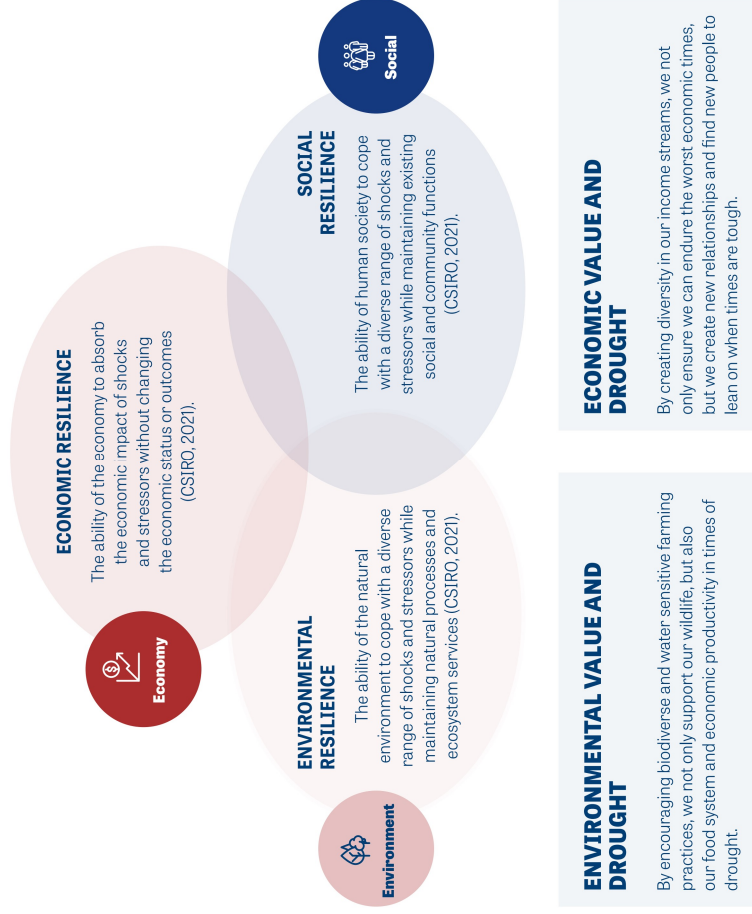 Economy
ECONOMIC RESILIENCE
The ability of the economy to absorb
the economic impact of shocks
and stressors without changing
the economic status or outcomes
(CSIRO, 2021).
Environment
ENVIRONMENTAL
RESILIENCE
The ability of the natural
environment to cope with a diverse
range of shocks and stressors while
maintaining natural processes and
ecosystem services (CSIRO, 2021).
Social
SOCIAL
RESILIENCE
The ability of human society to cope
with a diverse range of shocks and
stressors while maintaining existing
social and community functions
(CSIRO, 2021).
ENVIRONMENTAL VALUE AND
DROUGHT
By encouraging biodiverse and water sensitive farming
practices, we not only support our wildlife, but also
our food system and economic productivity in times of
drought.
ECONOMIC VALUE AND
DROUGHT
By creating diversity in our income streams, we not
only ensure we can endure the worst economic times,
but we create new relationships and find new people to
lean on when times are tough.